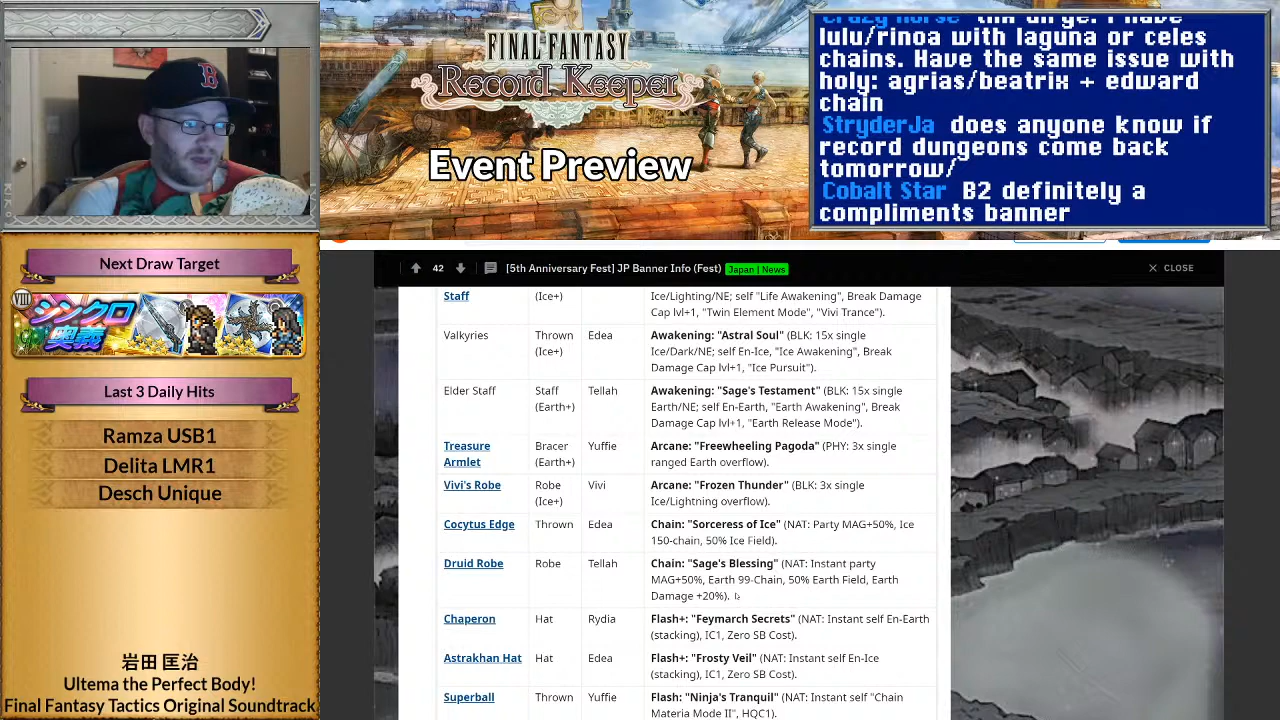 FINAL FANTASY
Record Keeper
Event Preview
Crazy Horse thx dr ye. I have
lulu/rinoa with laguna or celes
chains. Have the same issue with
holy: agrias/beatrix + edward
chain
StryderJa does anyone know if
record dungeons come back
tomorrow/
Cobalt Star B2 definitely a
compliments banner
Next Draw Target
VIII
シンクロ
奥義
Last 3 Daily Hits
Ramza USB1
Delita LMR1
Desch Unique
岩田 匡治
Ultema the Perfect Body!
Final Fantasy Tactics Original Soundtrack
42 [5th Anniversary Fest] JP Banner Info (Fest) Japan | News CLOSE
Staff (Ice+) Ice/Lighting/NE; self "Life Awakening", Break Damage
Cap lvl+1, "Twin Element Mode", "Vivi Trance").
Valkyries Thrown (Ice+) Edea Awakening: "Astral Soul" (BLK: 15x single
Ice/Dark/NE; self En-Ice, "Ice Awakening", Break
Damage Cap lvl+1, "Ice Pursuit").
Elder Staff Staff (Earth+) Tellah Awakening: "Sage's Testament" (BLK: 15x single
Earth/NE; self En-Earth, "Earth Awakening", Break
Damage Cap lvl+1, "Earth Release Mode").
Treasure Armlet Bracer (Earth+) Yuffie Arcane: "Freewheeling Pagoda" (PHY: 3x single
ranged Earth overflow).
Vivi's Robe Robe (Ice+) Vivi Arcane: "Frozen Thunder" (BLK: 3x single
Ice/Lightning overflow).
Cocytus Edge Thrown Edea Chain: "Sorceress of Ice" (NAT: Party MAG+50%, Ice
150-chain, 50% Ice Field).
Druid Robe Robe Tellah Chain: "Sage's Blessing" (NAT: Instant party
MAG+50%, Earth 99-Chain, 50% Earth Field, Earth
Damage +20%).
Chaperon Hat Rydia Flash+: "Feymarch Secrets" (NAT: Instant self En-Earth
(stacking), IC1, Zero SB Cost).
Astrakhan Hat Hat Edea Flash+: "Frosty Veil" (NAT: Instant self En-Ice
(stacking), IC1, Zero SB Cost).
Superball Thrown Yuffie Flash: "Ninja's Tranquil" (NAT: Instant self "Chain
Materia Mode II", HQC1).